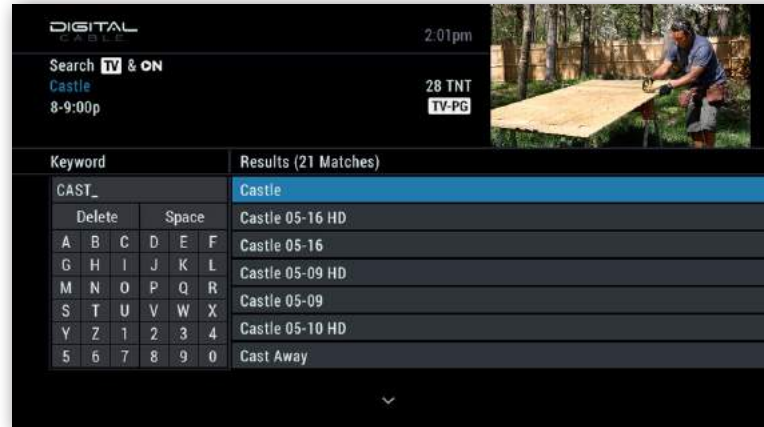 DIGITAL
CABLE
2:01pm
Search TV & ON
Castle
28 TNT
8-9:00p
TV-PG
Keyword
Results (21 Matches)
CAST_
Delete Space
A B C D E F
G H I J K L
M N O P Q R
S T U V W X
Y Z 1 2 3 4
5 6 7 8 9 0
Castle
Castle 05-16 HD
Castle 05-16
Castle 05-09 HD
Castle 05-09
Castle 05-10 HD
Cast Away